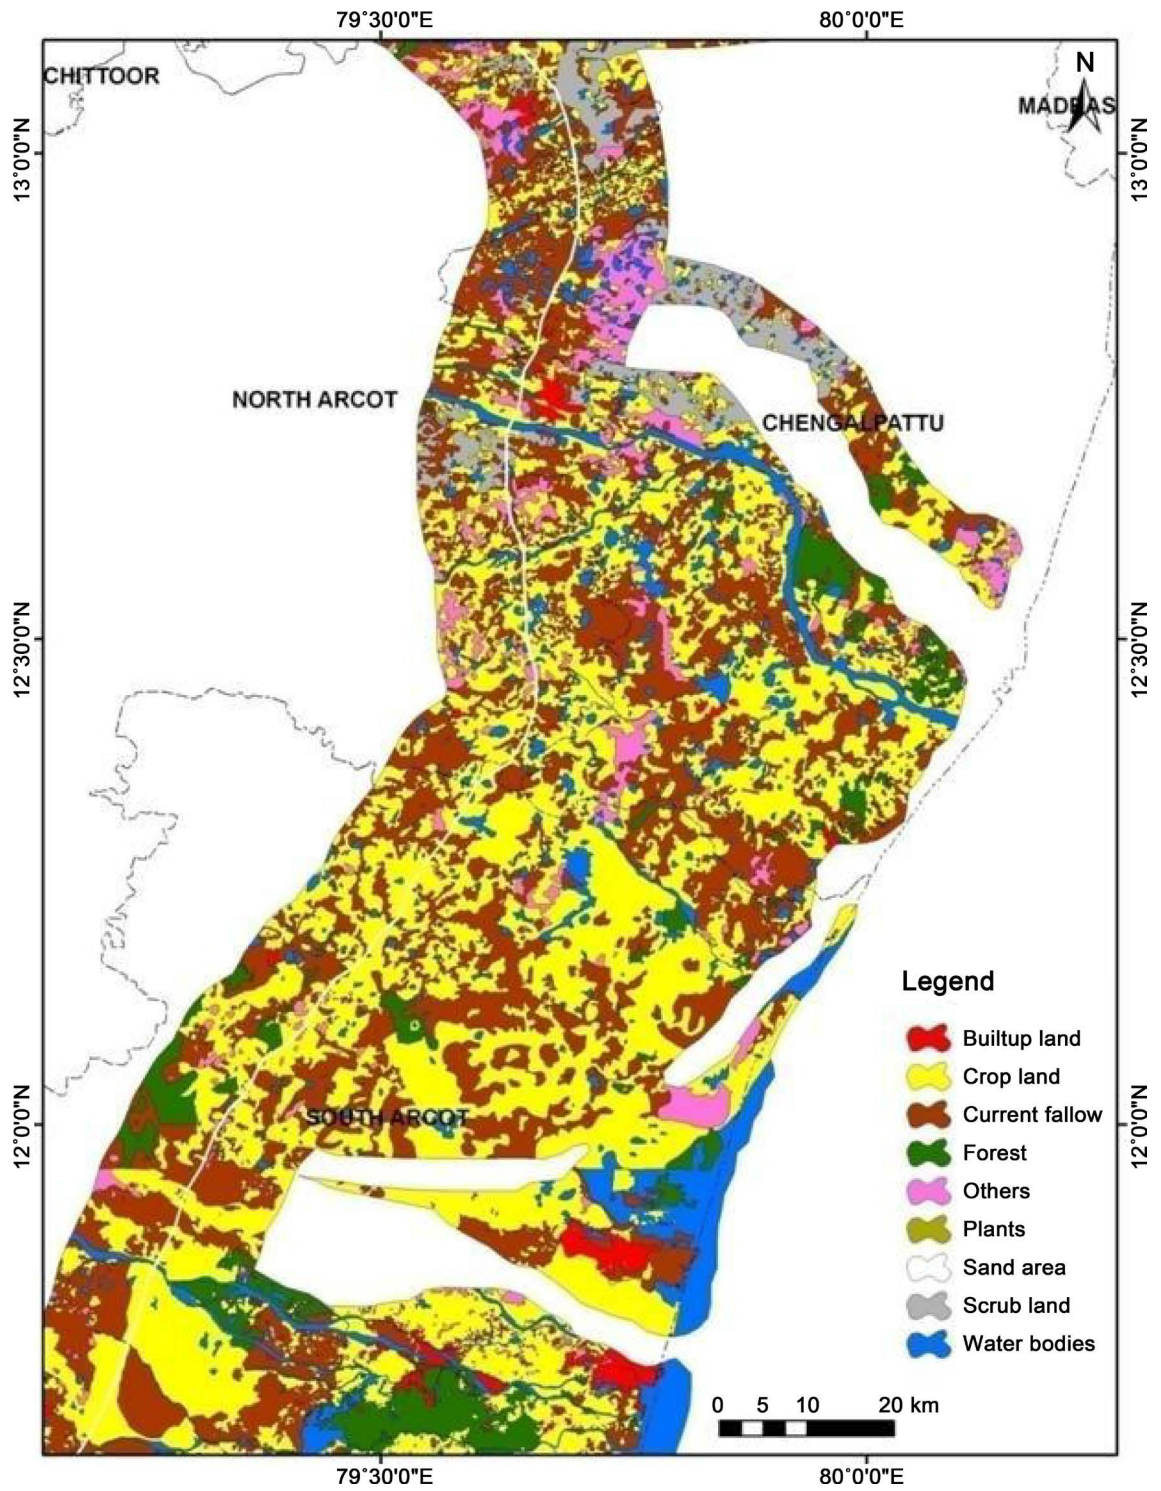 79˚30'0"E
80˚0'0"E
CHITTOOR
N
MADRAS
13˚0'0"N
13˚0'0"N
NORTH ARCOT
CHENGALPATTU
12˚30'0"N
12˚30'0"N
Legend
Builtup land
Crop land
Current fallow
Forest
Others
Plants
Sand area
Scrub land
Water bodies
SOUTH ARCOT
12˚0'0"N
12˚0'0"N
0 5 10 20 km
79˚30'0"E
80˚0'0"E